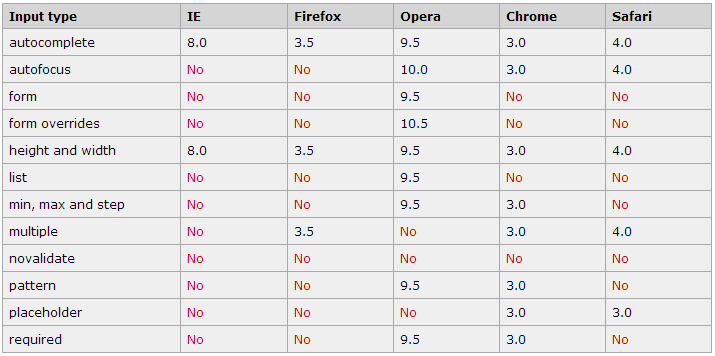 Input type IE Firefox Opera Chrome Safari
autocomplete 8.0 3.5 9.5 3.0 4.0
autofocus No No 10.0 3.0 4.0
form No No 9.5 No No
form overrides No No 10.5 No No
height and width 8.0 3.5 9.5 3.0 4.0
list No No 9.5 No No
min, max and step No No 9.5 3.0 No
multiple No 3.5 No 3.0 4.0
novalidate No No No No No
pattern No No 9.5 3.0 No
placeholder No No No 3.0 3.0
required No No 9.5 3.0 No